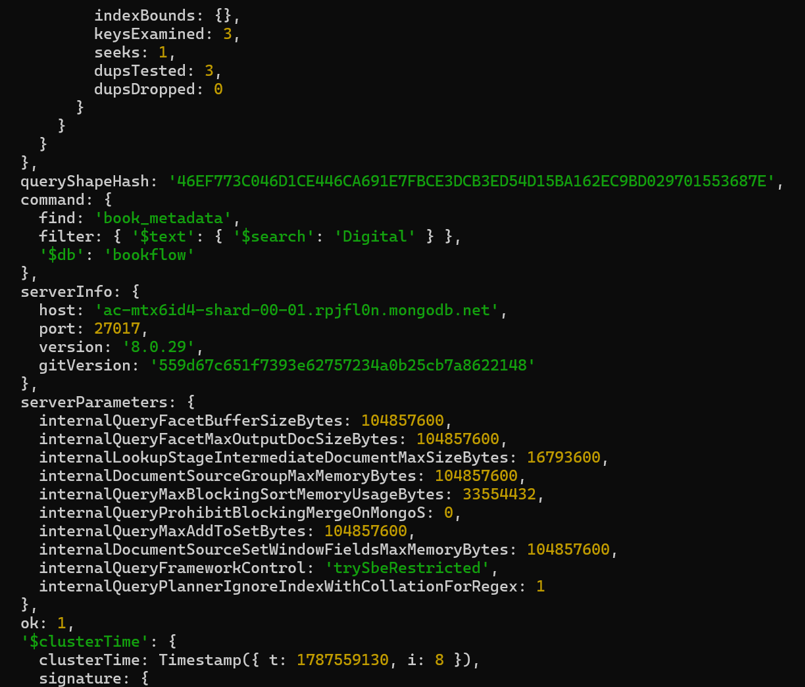 indexBounds: {},
keysExamined: 3,
seeks: 1,
dupsTested: 3,
dupsDropped: 0
}
}
}
},
queryShapeHash: '46EF773C046D1CE446CA691E7FBCE3DCB3ED54D15BA162EC9BD029701553687E',
command: {
find: 'book_metadata',
filter: { '$text': { '$search': 'Digital' } },
'$db': 'bookflow'
},
serverInfo: {
host: 'ac-mtx6id4-shard-00-01.rpjfl0n.mongodb.net',
port: 27017,
version: '8.0.29',
gitVersion: '559d67c651f7393e62757234a0b25cb7a8622148'
},
serverParameters: {
internalQueryFacetBufferSizeBytes: 104857600,
internalQueryFacetMaxOutputDocSizeBytes: 104857600,
internalLookupStageIntermediateDocumentMaxSizeBytes: 16793600,
internalDocumentSourceGroupMaxMemoryBytes: 104857600,
internalQueryMaxBlockingSortMemoryUsageBytes: 33554432,
internalQueryProhibitBlockingMergeOnMongoS: 0,
internalQueryMaxAddToSetBytes: 104857600,
internalDocumentSourceSetWindowFieldsMaxMemoryBytes: 104857600,
internalQueryFrameworkControl: 'trySbeRestricted',
internalQueryPlannerIgnoreIndexWithCollationForRegex: 1
},
ok: 1,
'$clusterTime': {
clusterTime: Timestamp({ t: 1787559130, i: 8 }),
signature: {